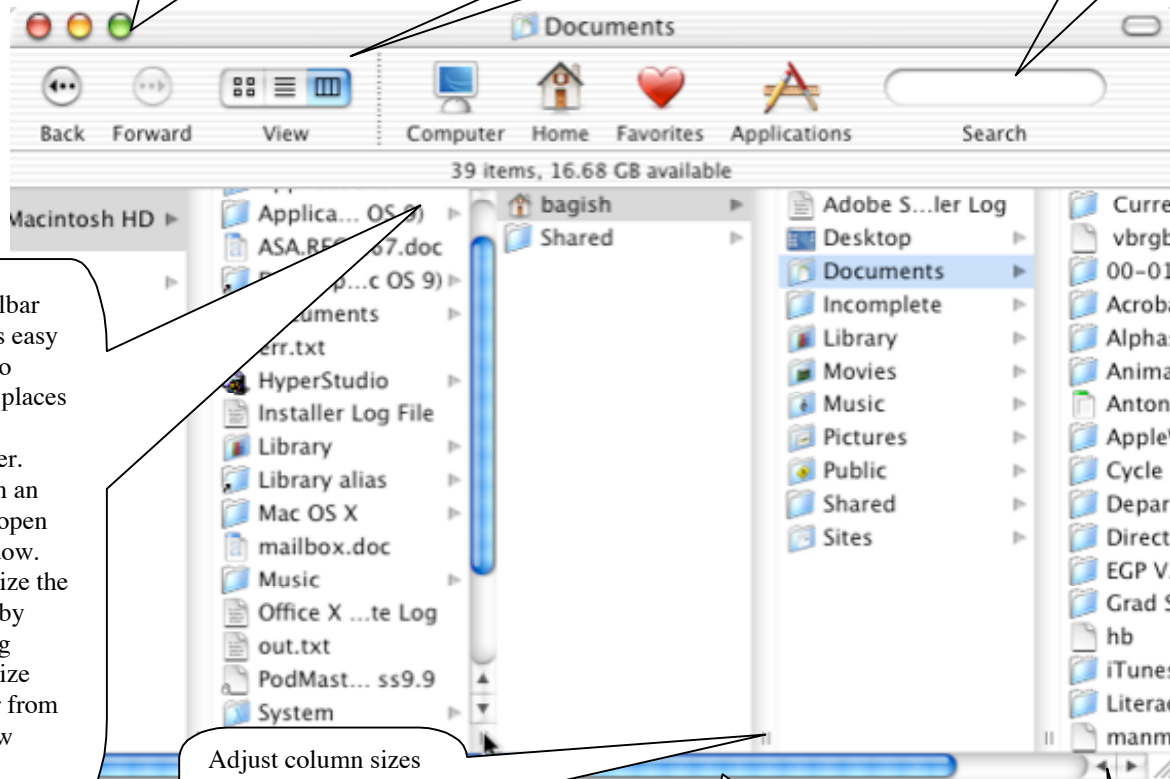 Documents
Back Forward View Computer Home Favorites Applications Search
39 items, 16.68 GB available
Macintosh HD
Applica... OS 9)
ASA.RE 67.doc
p...c OS 9)
uments
err.txt
HyperStudio
Installer Log File
Library
Library alias
Mac OS X
mailbox.doc
Music
Office X ...te Log
out.txt
PodMast... ss9.9
System
bagish
Shared
Adobe S...ler Log
Desktop
Documents
Incomplete
Library
Movies
Music
Pictures
Public
Shared
Sites
Curre
vbrgb
00-01
Acroba
Alpha
Anima
Anton
Apple
Cycle
Depar
Direct
EGP V
Grad S
hb
iTunes
Literac
manm
lbar
s easy
o
places
er.
n an
open
ow.
ize the
by
g
ize
from
w
Adjust column sizes